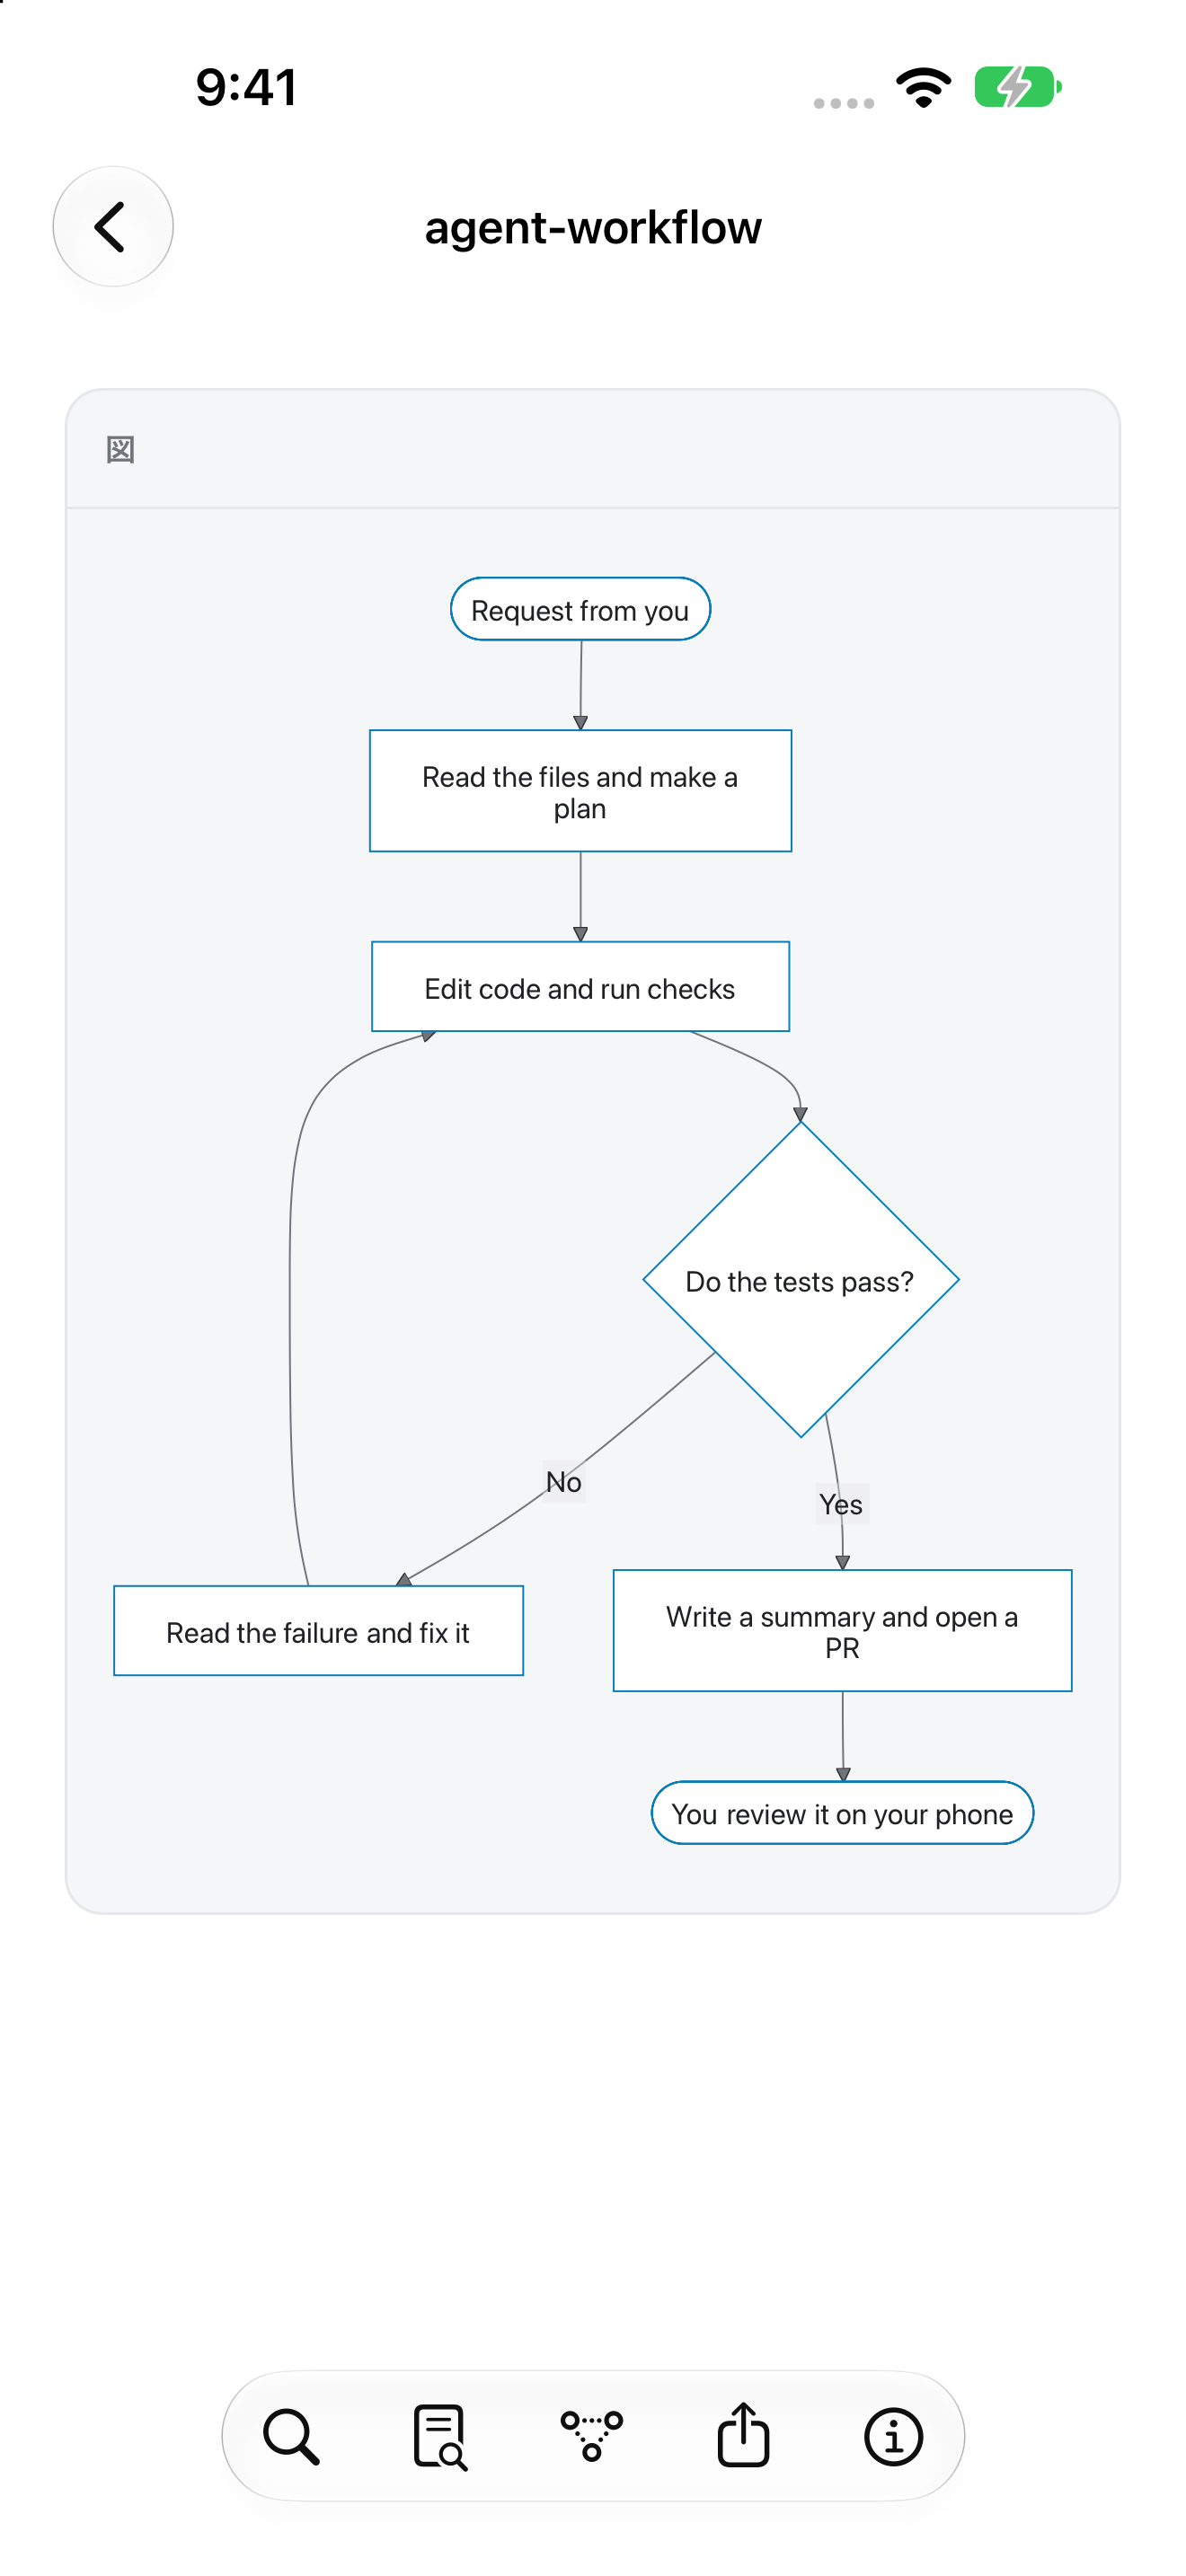 9:41
agent-workflow
図
Request from you
Read the files and make a
plan
Edit code and run checks
Do the tests pass?
No
Yes
Read the failure and fix it
Write a summary and open a
PR
You review it on your phone